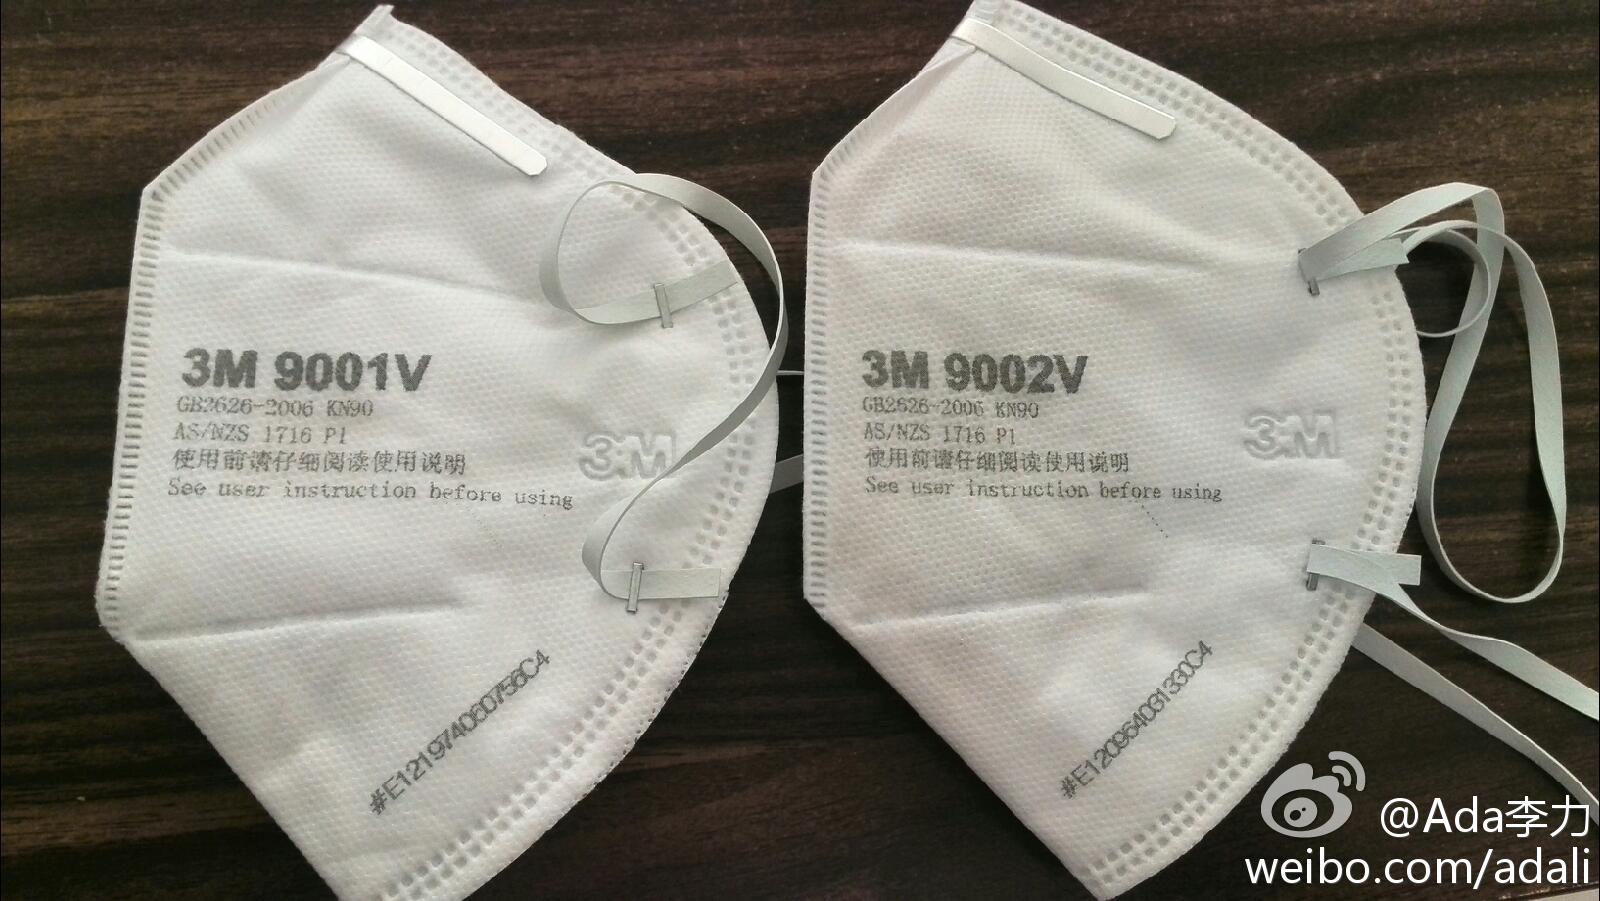 3M 9001V
GB2626-2006 KN90
AS/NZS 1716 P1
使用前请仔细阅读使用说明
See user instruction before using
3M
#E121974060756C4
3M 9002V
GB2626-2006 KN90
AS/NZS 1716 P1
使用前请仔细阅读使用说明
See user instruction before using
3M
#E120964031330C4
@Ada李力
weibo.com/adali